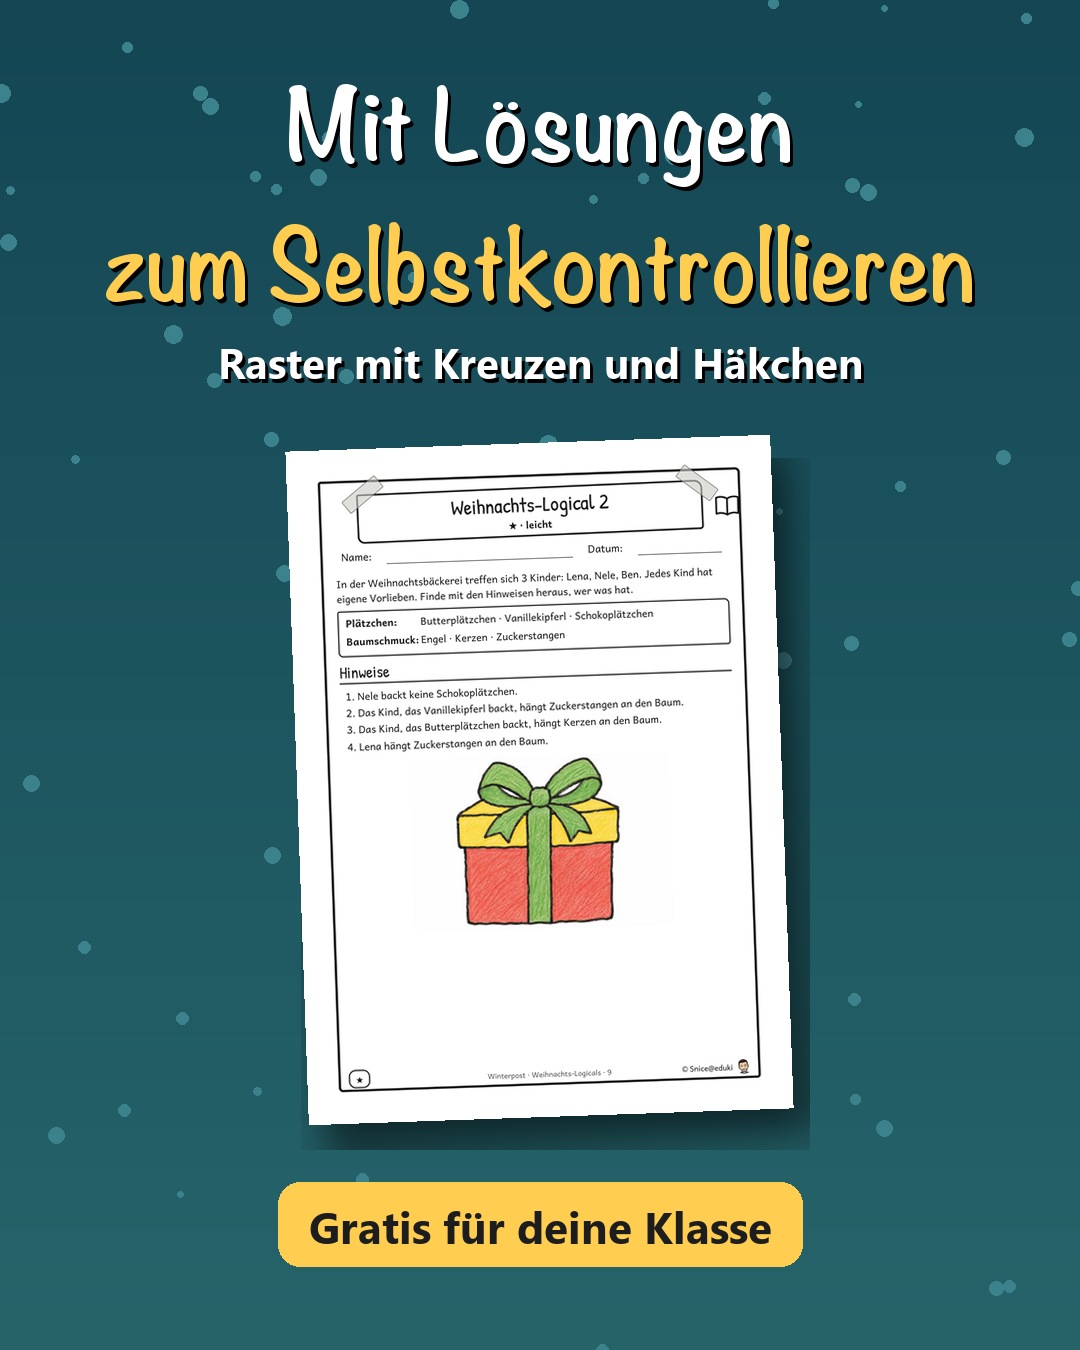 Mit Lösungen
zum Selbstkontrollieren
Raster mit Kreuzen und Häkchen
Weihnachts-Logical 2
★ · leicht
Name: Datum:
In der Weihnachtsbäckerei treffen sich 3 Kinder: Lena, Nele, Ben. Jedes Kind hat
eigene Vorlieben. Finde mit den Hinweisen heraus, wer was hat.
Plätzchen: Butterplätzchen · Vanillekipferl · Schokoplätzchen
Baumschmuck: Engel · Kerzen · Zuckerstangen
Hinweise
1. Nele backt keine Schokoplätzchen.
2. Das Kind, das Vanillekipferl backt, hängt Zuckerstangen an den Baum.
3. Das Kind, das Butterplätzchen backt, hängt Kerzen an den Baum.
4. Lena hängt Zuckerstangen an den Baum.
★
Winterpost · Weihnachts-Logicals · 9
© Snice@eduki
Gratis für deine Klasse